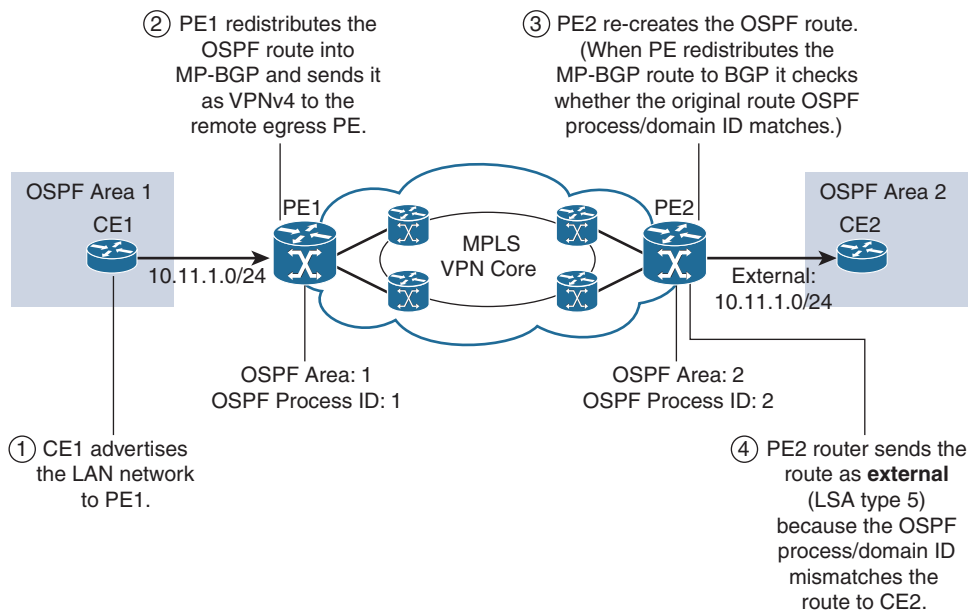 ② PE1 redistributes the
OSPF route into
MP-BGP and sends it
as VPNv4 to the
remote egress PE.
③ PE2 re-creates the OSPF route.
(When PE redistributes the
MP-BGP route to BGP it checks
whether the original route OSPF
process/domain ID matches.)
OSPF Area 1
CE1
10.11.1.0/24
PE1
MPLS
VPN Core
PE2
OSPF Area 2
CE2
External:
10.11.1.0/24
OSPF Area: 1
OSPF Process ID: 1
OSPF Area: 2
OSPF Process ID: 2
① CE1 advertises
the LAN network
to PE1.
④ PE2 router sends the
route as external
(LSA type 5)
because the OSPF
process/domain ID
mismatches the
route to CE2.